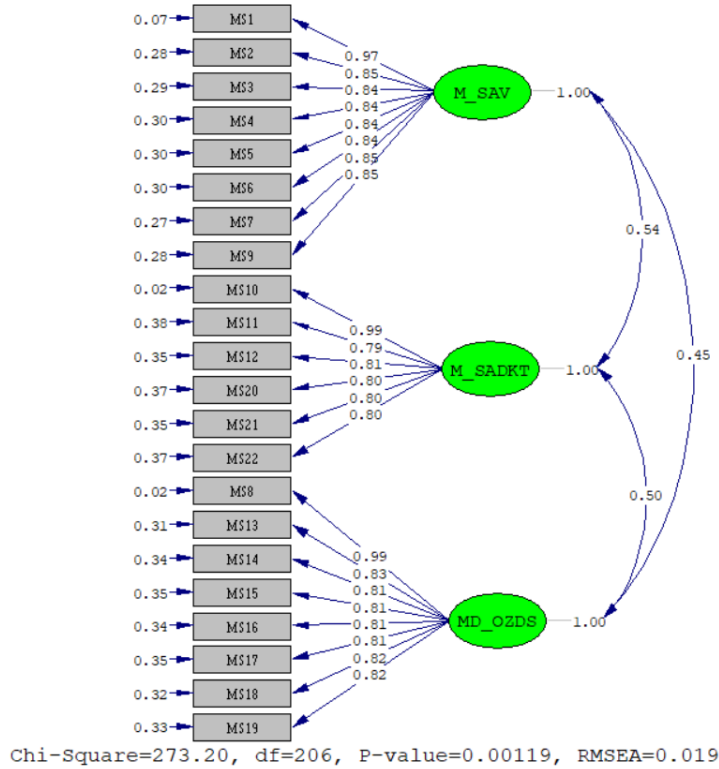 0.07 MS1
0.28 MS2
0.29 MS3
0.30 MS4
0.30 MS5
0.30 MS6
0.27 MS7
0.28 MS9
0.02 MS10
0.38 MS11
0.35 MS12
0.37 MS20
0.35 MS21
0.37 MS22
0.02 MS8
0.31 MS13
0.34 MS14
0.35 MS15
0.34 MS16
0.35 MS17
0.32 MS18
0.33 MS19
0.97
0.85
0.84
0.84
0.84
0.84
0.85
0.85
M_SAV 1.00
0.99
0.79
0.81
0.80
0.80
0.80
M_SADKT 1.00
0.99
0.83
0.81
0.81
0.81
0.81
0.82
0.82
MD_OZDS 1.00
0.54
0.45
0.50
Chi-Square=273.20, df=206, P-value=0.00119, RMSEA=0.019